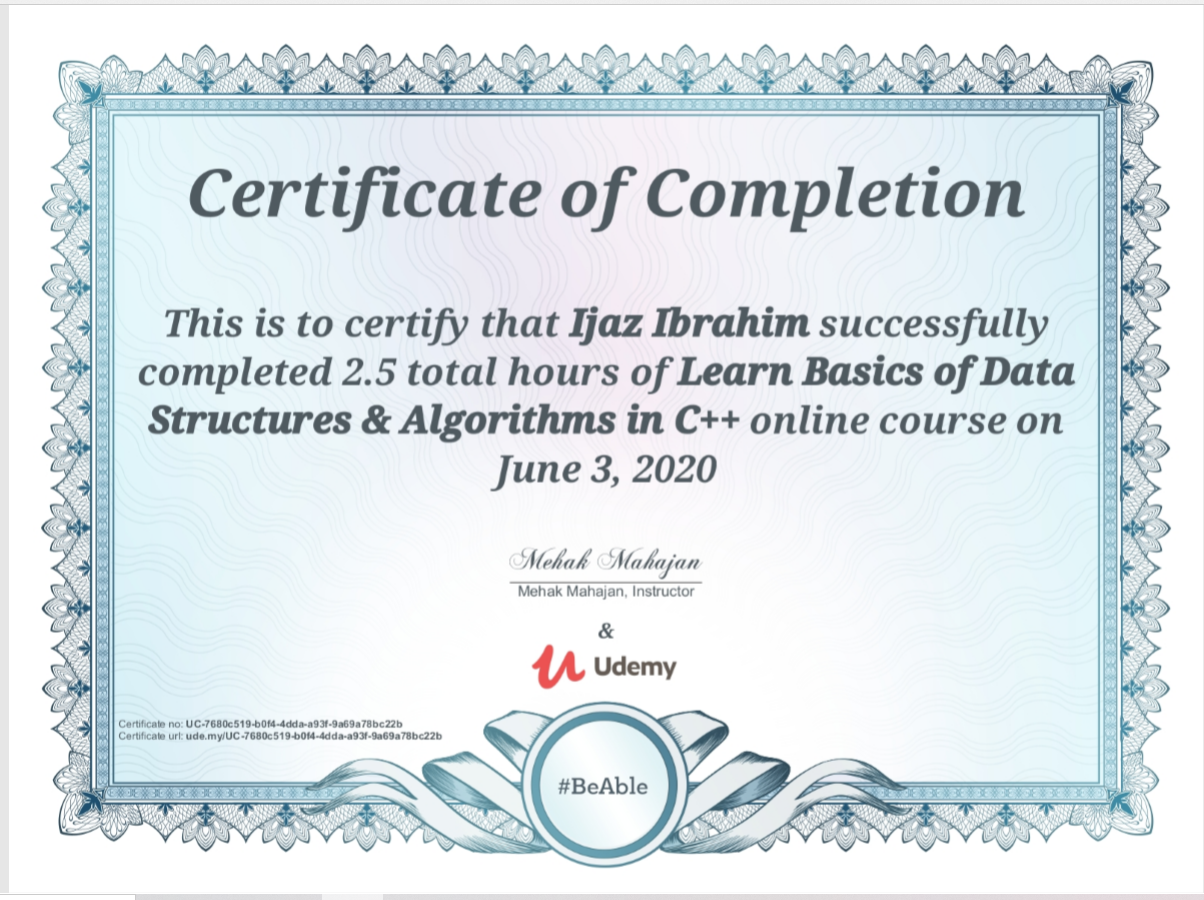 Certificate of Completion
This is to certify that Ijaz Ibrahim successfully
completed 2.5 total hours of Learn Basics of Data
Structures & Algorithms in C++ online course on
June 3, 2020
Mehak Mahajan
Mehak Mahajan, Instructor
&
Udemy
Certificate no: UC-7680c519-b0f4-4dda-a93f-9a69a78bc22b
Certificate url: ude.my/UC-7680c519-b0f4-4dda-a93f-9a69a78bc22b
#BeAble